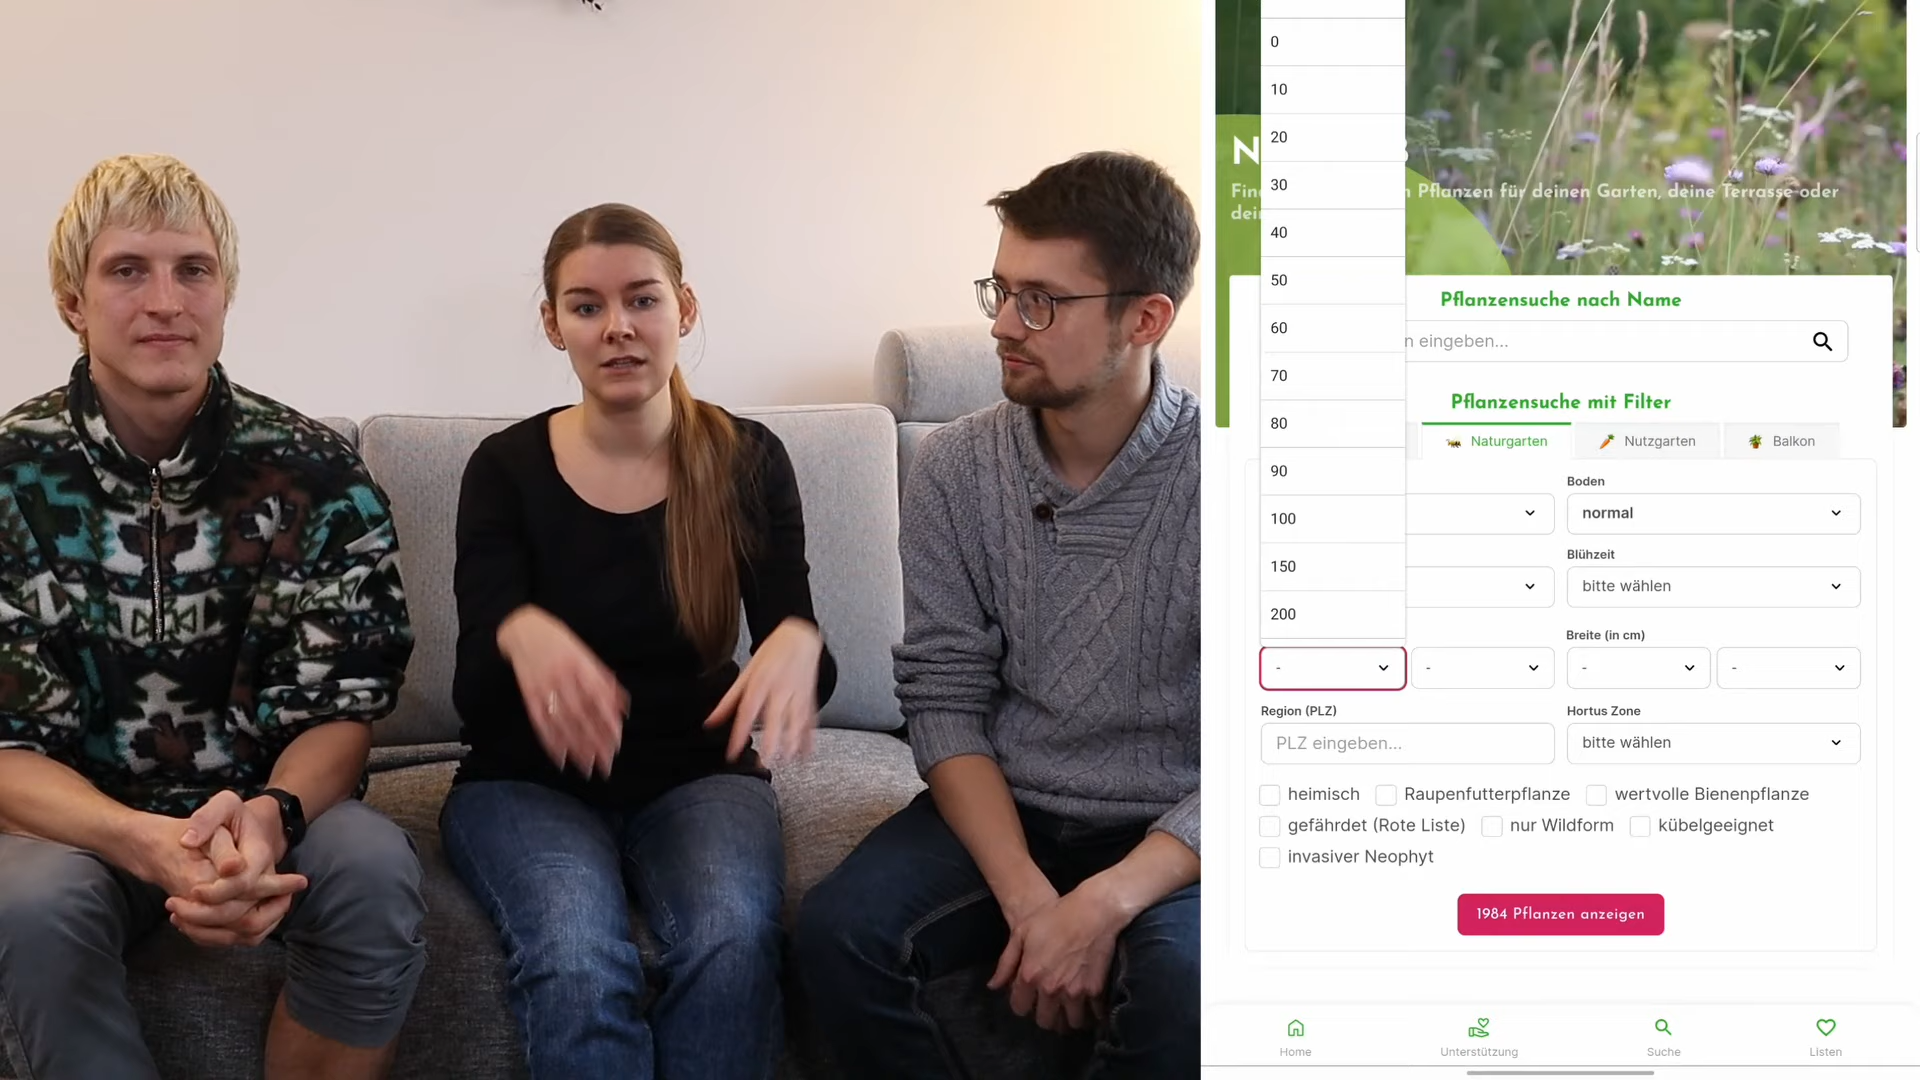 0
10
20
30
40
50
60
70
80
90
100
150
200
N
Pflanzen für deinen Garten, deine Terrasse oder
Pflanzensuche nach Name
eingeben...
Pflanzensuche mit Filter
Naturgarten
Nutzgarten
Balkon
Boden
normal
Blühzeit
bitte wählen
Breite (in cm)
-
-
-
-
Region (PLZ)
Hortus Zone
PLZ eingeben...
bitte wählen
heimisch
Raupenfutterpflanze
wertvolle Bienenpflanze
gefährdet (Rote Liste)
nur Wildform
kübelgeeignet
invasiver Neophyt
1984 Pflanzen anzeigen
Home
Unterstützung
Suche
Listen